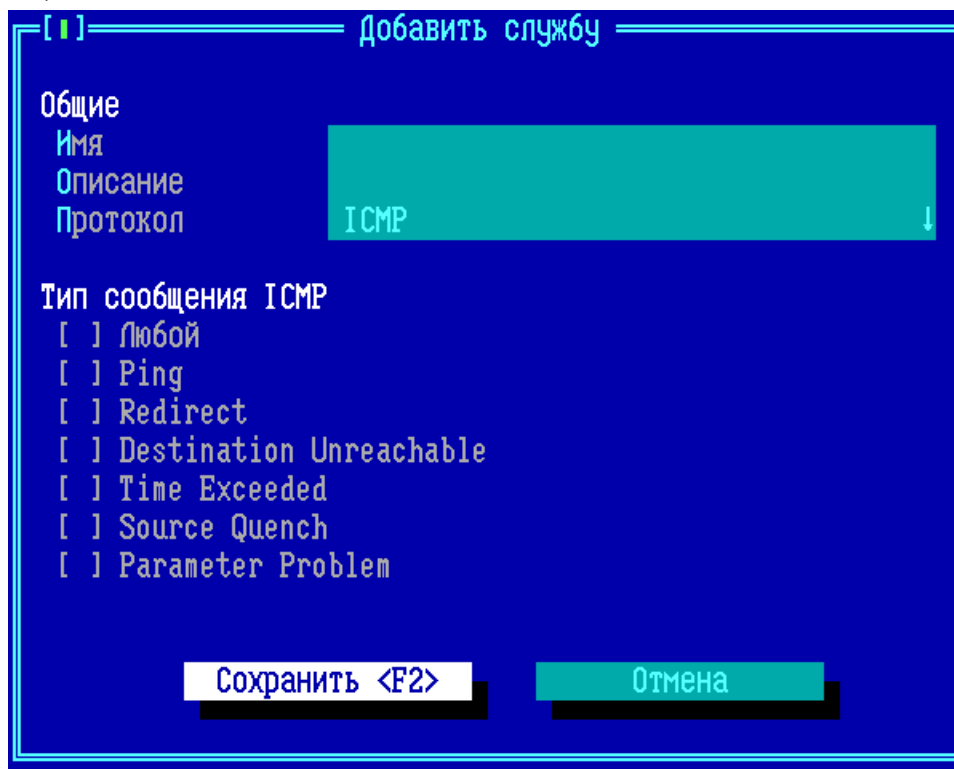 [ ] Добавить службу
Общие
Имя
Описание
Протокол ICMP ↓
Тип сообщения ICMP
[ ] Любой
[ ] Ping
[ ] Redirect
[ ] Destination Unreachable
[ ] Time Exceeded
[ ] Source Quench
[ ] Parameter Problem
Сохранить <F2> Отмена